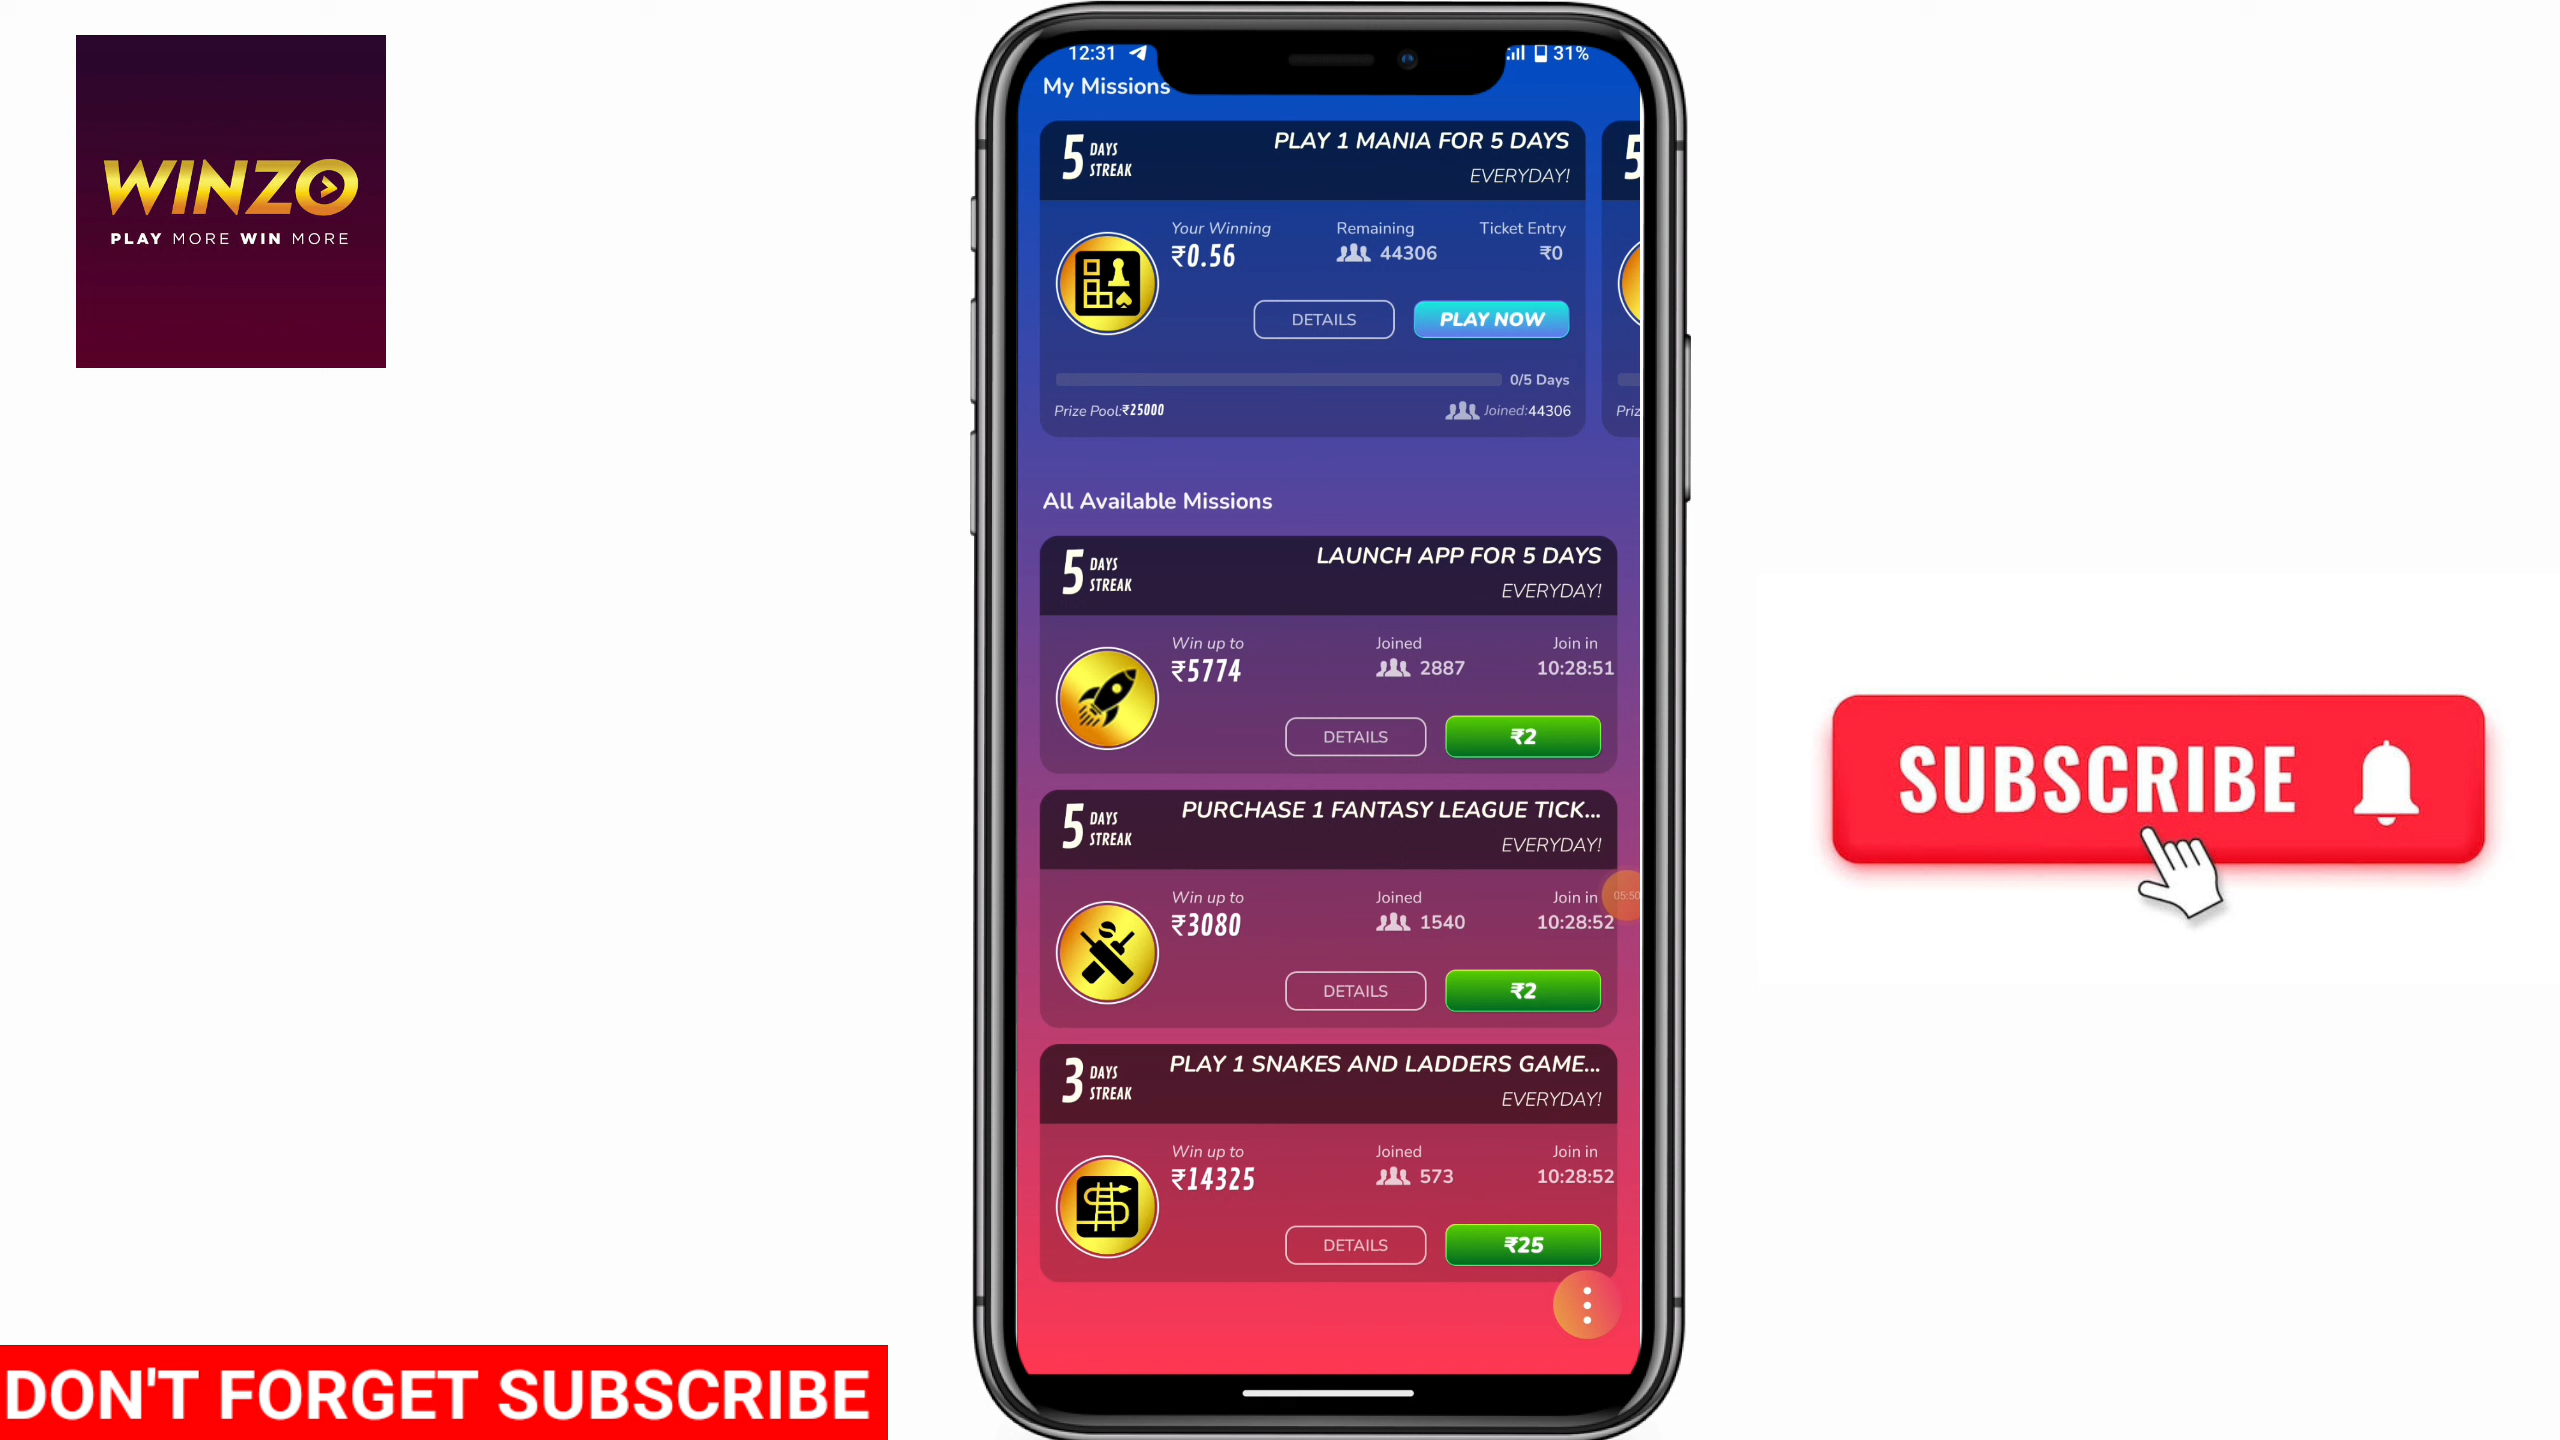 WINZO
PLAY MORE WIN MORE
12:31
31%
My Missions
5 DAYS STREAK
PLAY 1 MANIA FOR 5 DAYS
EVERYDAY!
5
Your Winning
Remaining
Ticket Entry
₹0.56
44306
₹0
DETAILS
PLAY NOW
0/5 Days
Prize Pool:₹25000
Joined:44306
Priz
All Available Missions
5 DAYS STREAK
LAUNCH APP FOR 5 DAYS
EVERYDAY!
Win up to
Joined
Join in
₹5774
2887
10:28:51
DETAILS
₹2
5 DAYS STREAK
PURCHASE 1 FANTASY LEAGUE TICK...
EVERYDAY!
Win up to
Joined
Join in
05:50
₹3080
1540
10:28:52
DETAILS
₹2
3 DAYS STREAK
PLAY 1 SNAKES AND LADDERS GAME...
EVERYDAY!
Win up to
Joined
Join in
₹14325
573
10:28:52
DETAILS
₹25
SUBSCRIBE
DON'T FORGET SUBSCRIBE